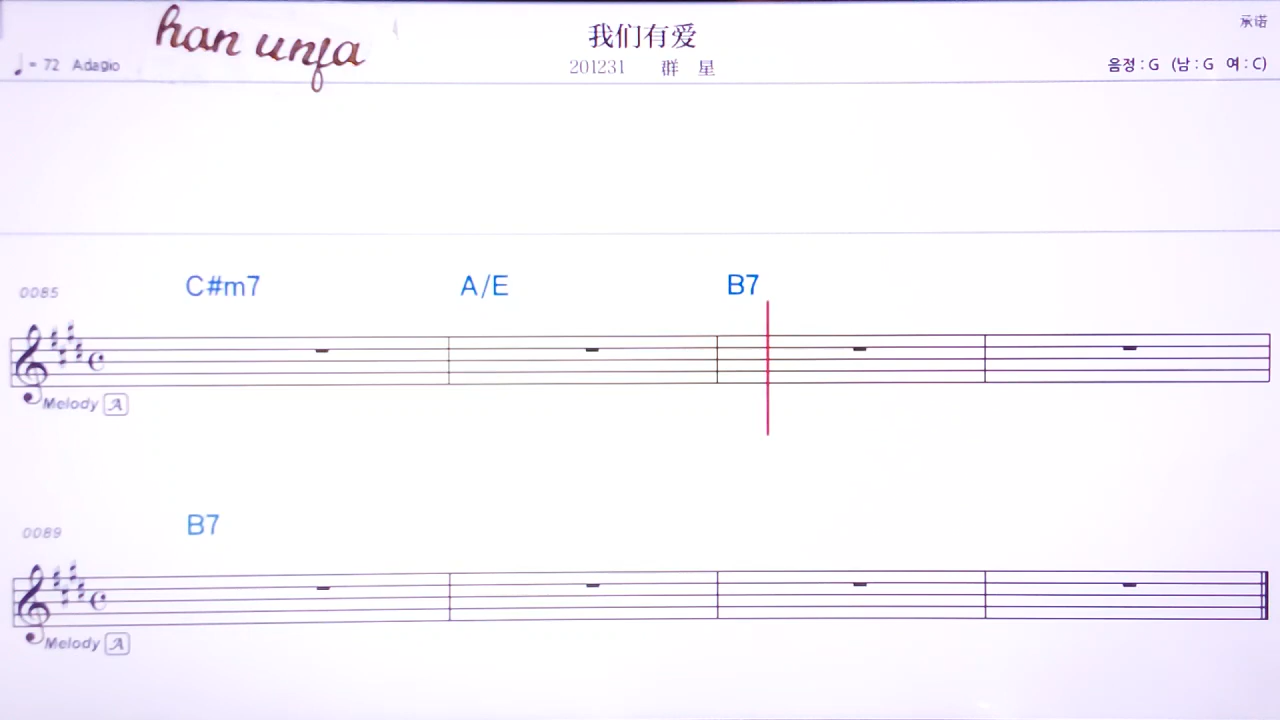 han unfa
我们有爱
承诺
♩ = 72 Adagio
201231 群 星
음정 : G (남 : G 여 : C)
C#m7 A/E B7
0085
Melody A
B7
0089
Melody A